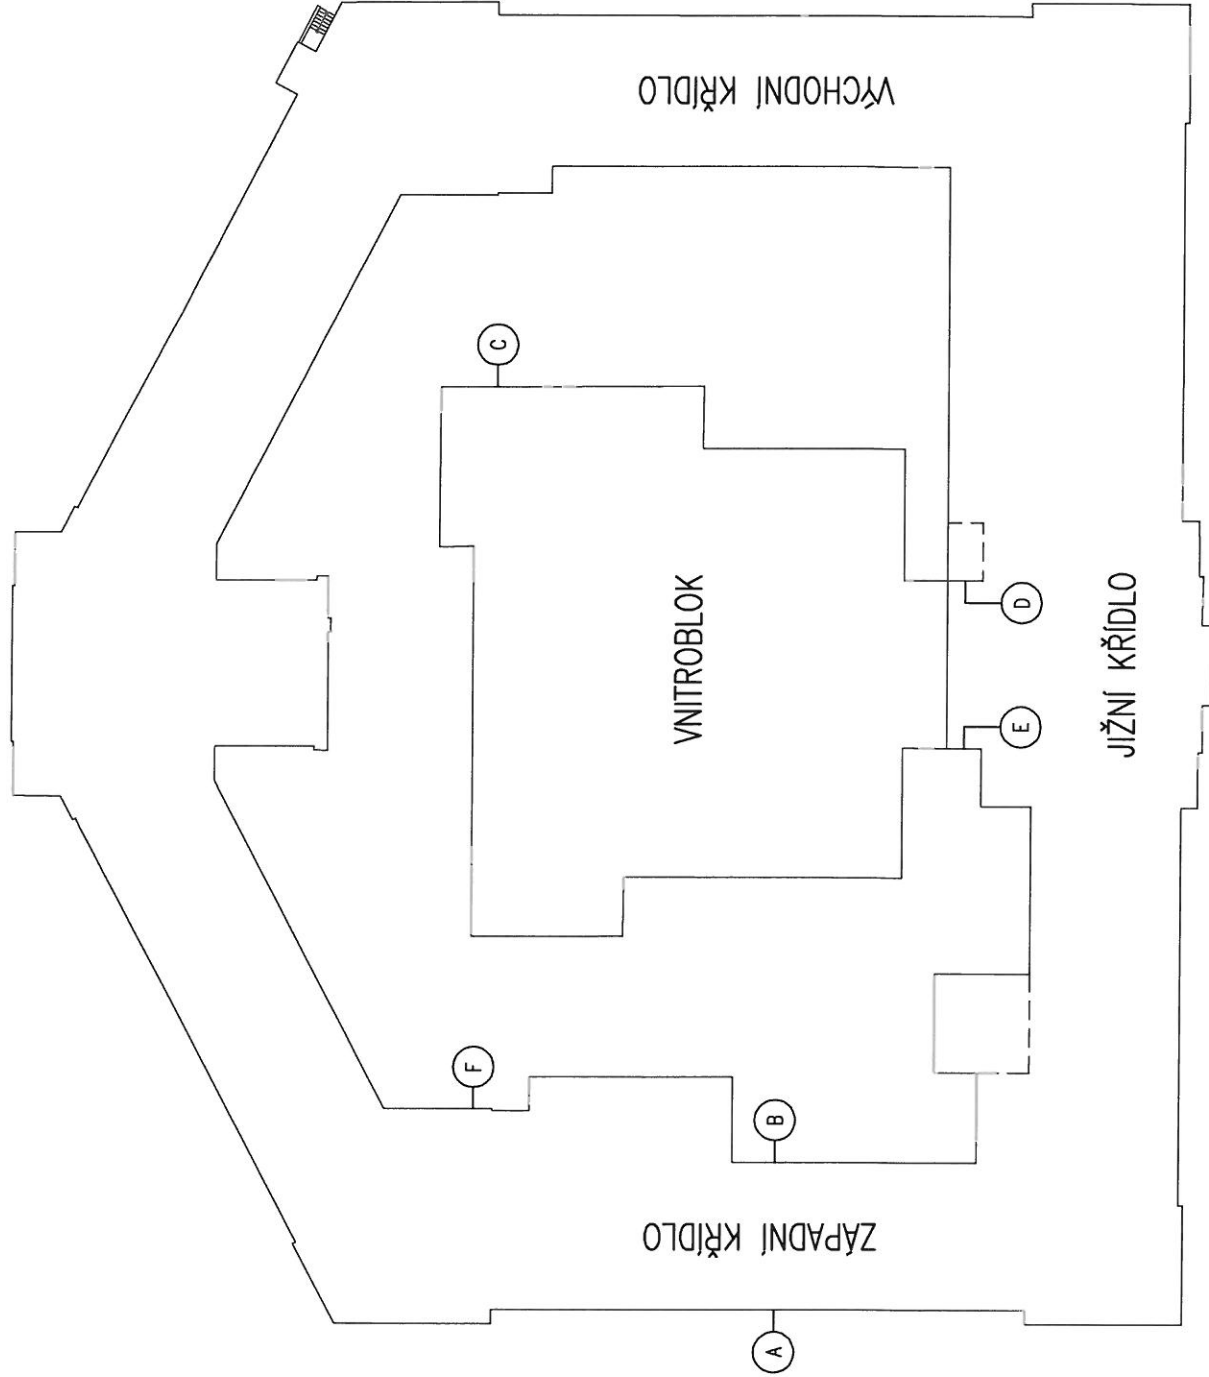 VÝCHODNÍ KŘÍDLO
C
VNITROBLOK
D
E
JIŽNÍ KŘÍDLO
F
B
ZÁPADNÍ KŘÍDLO
A